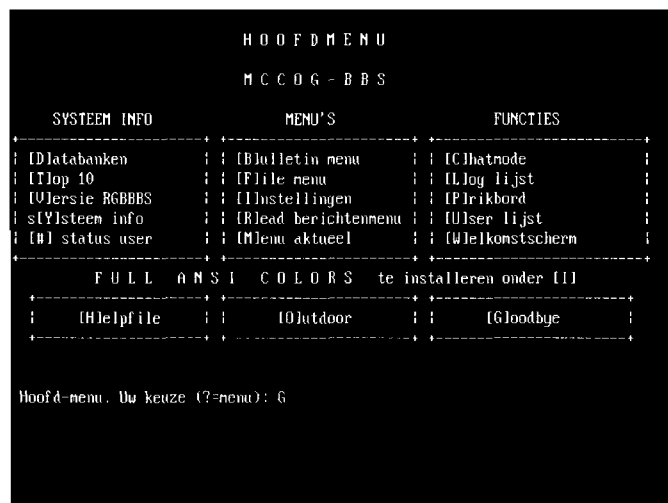 H O O F D M E N U
M C C O G - B B S
SYSTEEM INFO MENU'S FUNCTIES
[D]atabanken [B]ulletin menu [C]hatmode
[T]op 10 [F]ile menu [L]og lijst
[V]ersie RGBBBS [I]nstellingen [P]rikbord
s[Y]steem info [R]ead berichtenmenu [U]ser lijst
[#] status user [M]enu aktueel [W]elkomstscherm
F U L L A N S I C O L O R S te installeren onder [I]
[H]elpfile [O]utdoor [G]oodbye
Hoofd-menu. Uw keuze (?=menu): G